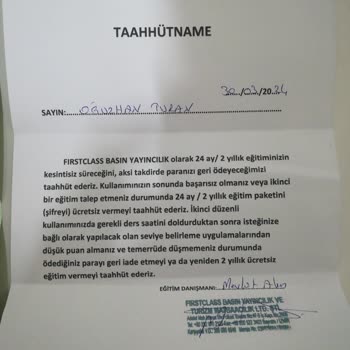 TAAHHÜTNAME
30/03/2024
SAYIN: OĞUZHAN TURAN
FIRSTCLASS BASIN YAYINCILIK olarak 24 ay/ 2 yıllık eğitiminizin
kesintisiz süreceğini, aksi takdirde paranızı geri ödeyeceğimizi
taahhüt ederiz. Kullanımınızın sonunda başarısız olmanız veya ikinci
bir eğitim talep etmeniz durumunda 24 ay / 2 yıllık eğitim paketini
(şifreyi) ücretsiz vermeyi taahhüt ederiz. İkinci düzenli
kullanımınızda gerekli ders saatini doldurduktan sonra isteğinize
bağlı olarak yapılacak olan seviye belirleme uygulamalarından
düşük puan almanız ve temerrüde düşmemeniz durumunda
ödediğiniz parayı geri iade etmeyi ya da yeniden 2 yıllık ücretsiz
eğitim vermeyi taahhüt ederiz.
EĞİTİM DANIŞMANI: Mevlüt
FIRSTCLASS BASIN YAYINCILIK VE